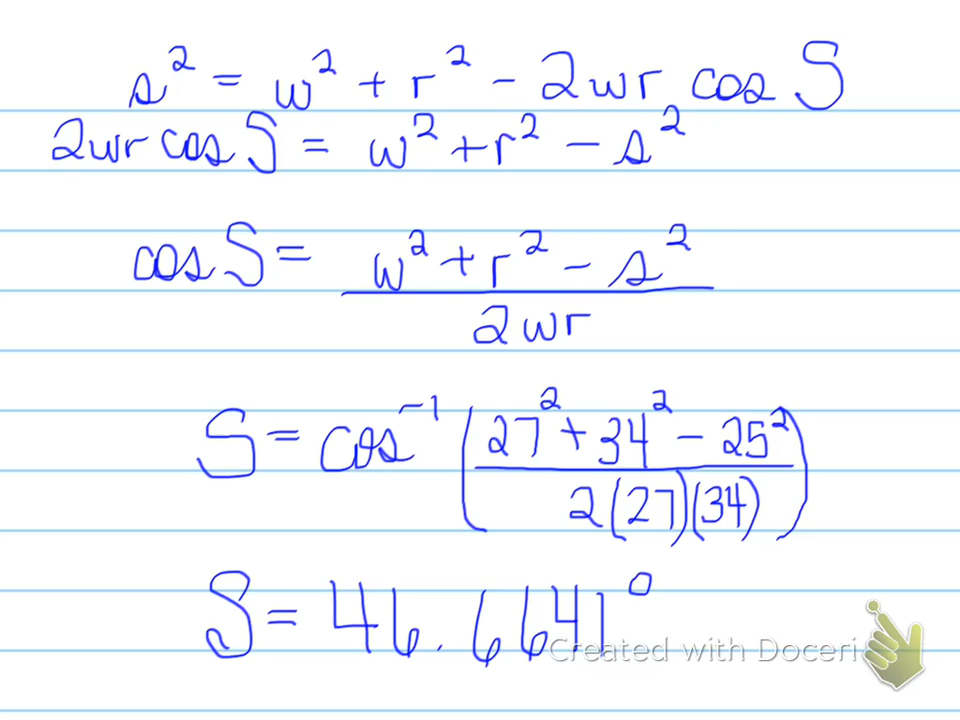 s² = w² + r² - 2wr cos S
2wr cos S = w² + r² - s²
cos S = w² + r² - s²
2wr
S = cos⁻¹ (27² + 34² - 25²
2(27)(34))
S = 46.6641°
Created with Doceri